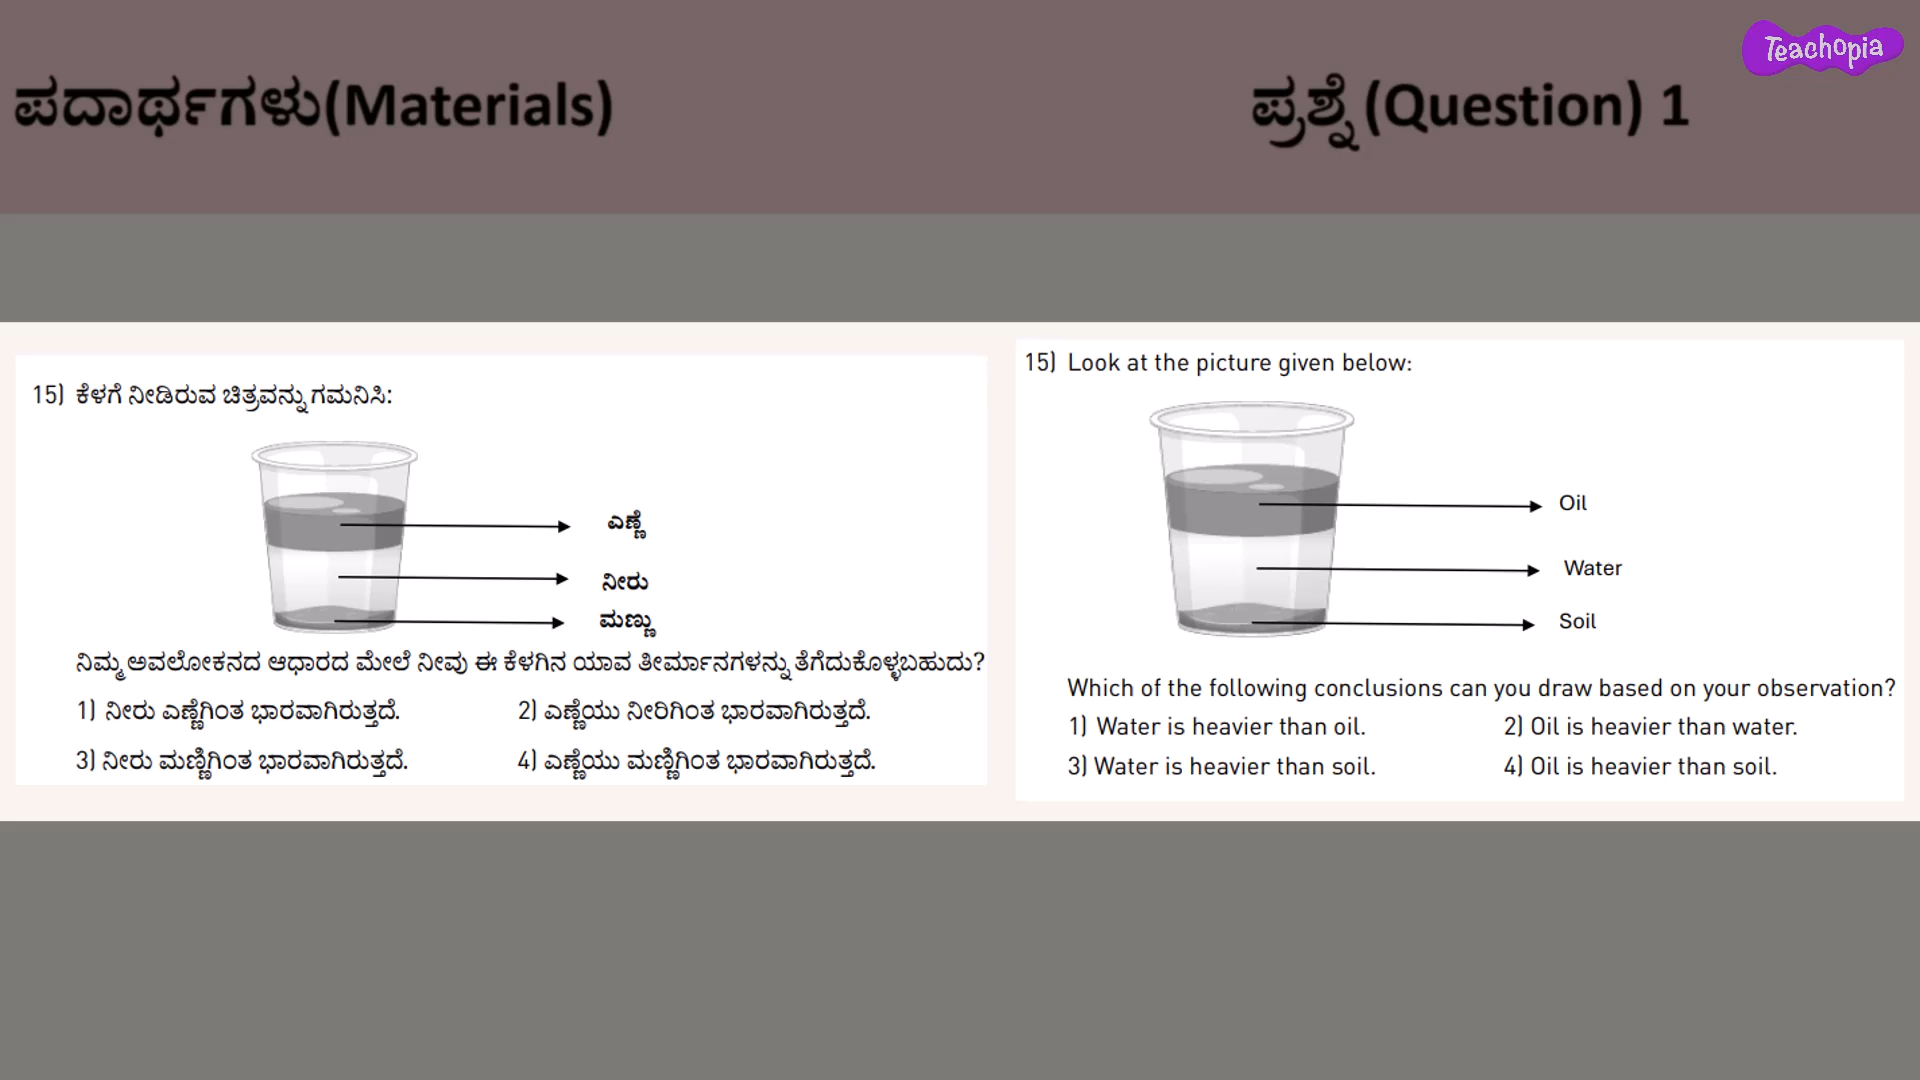 Teachopia
ಪದಾರ್ಥಗಳು(Materials)
ಪ್ರಶ್ನೆ (Question) 1
15) ಕೆಳಗೆ ನೀಡಿರುವ ಚಿತ್ರವನ್ನು ಗಮನಿಸಿ:
ಎಣ್ಣೆ
ನೀರು
ಮಣ್ಣು
ನಿಮ್ಮ ಅವಲೋಕನದ ಆಧಾರದ ಮೇಲೆ ನೀವು ಈ ಕೆಳಗಿನ ಯಾವ ತೀರ್ಮಾನಗಳನ್ನು ತೆಗೆದುಕೊಳ್ಳಬಹುದು?
1) ನೀರು ಎಣ್ಣೆಗಿಂತ ಭಾರವಾಗಿರುತ್ತದೆ.
2) ಎಣ್ಣೆಯು ನೀರಿಗಿಂತ ಭಾರವಾಗಿರುತ್ತದೆ.
3) ನೀರು ಮಣ್ಣಿಗಿಂತ ಭಾರವಾಗಿರುತ್ತದೆ.
4) ಎಣ್ಣೆಯು ಮಣ್ಣಿಗಿಂತ ಭಾರವಾಗಿರುತ್ತದೆ.
15) Look at the picture given below:
Oil
Water
Soil
Which of the following conclusions can you draw based on your observation?
1) Water is heavier than oil.
2) Oil is heavier than water.
3) Water is heavier than soil.
4) Oil is heavier than soil.